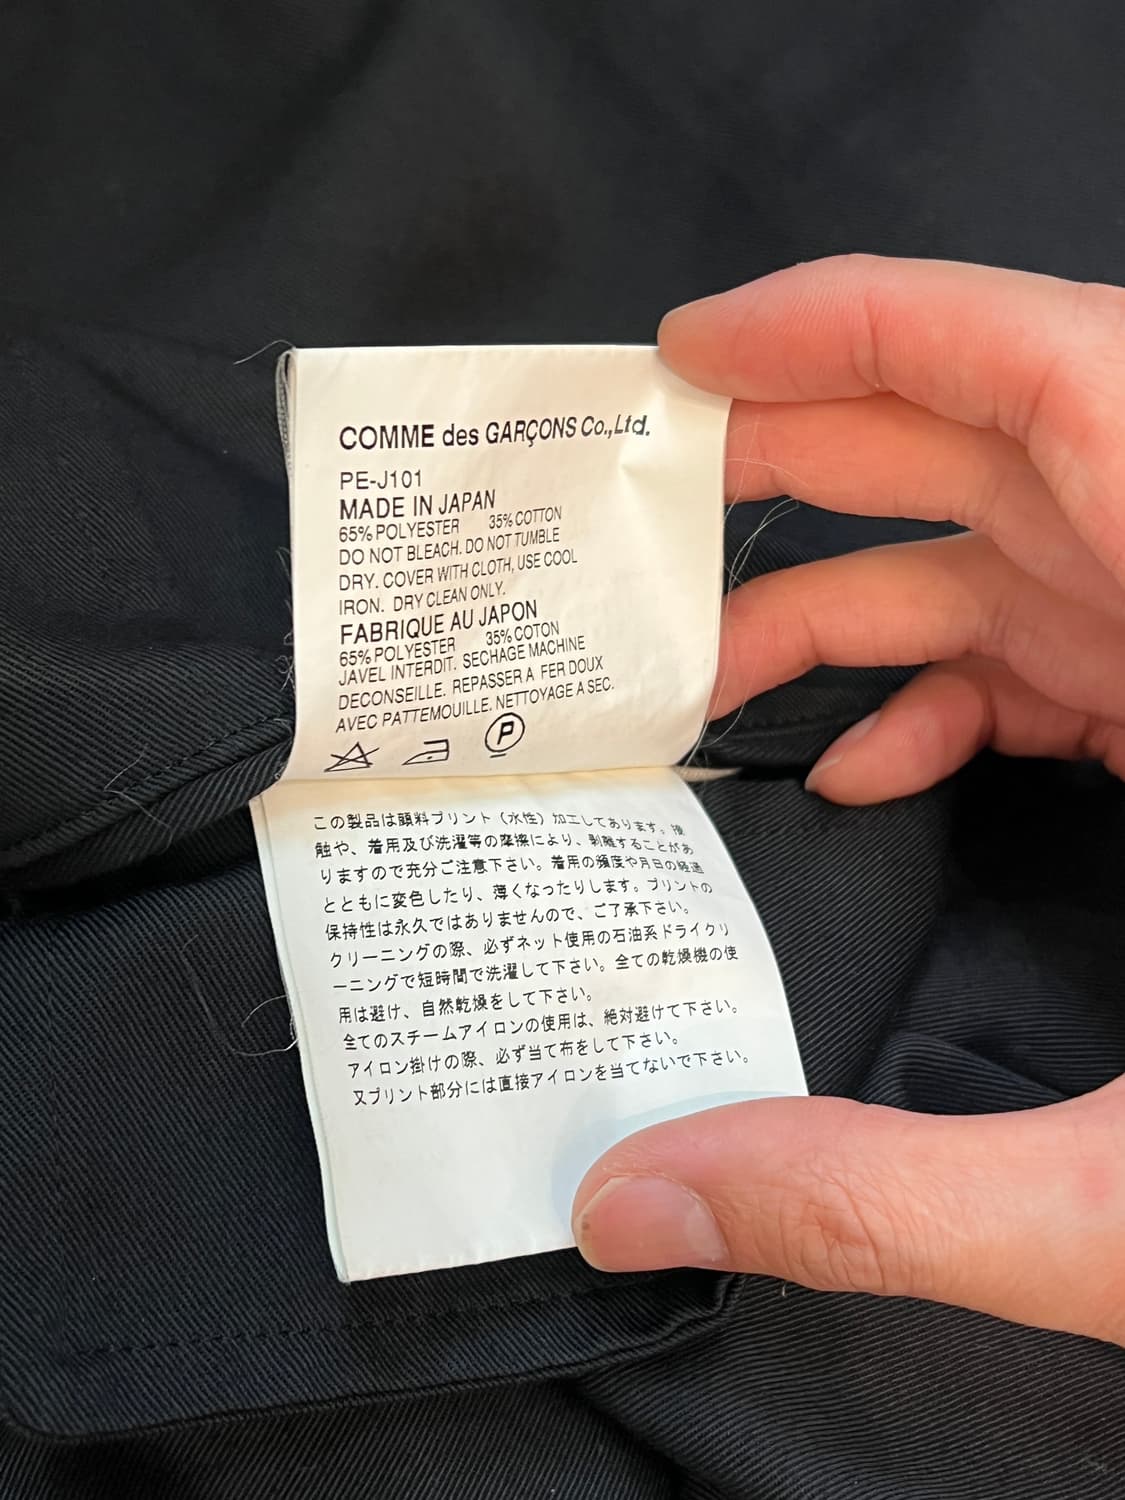 COMME des GARÇONS Co.,Ltd.
PE-J101
MADE IN JAPAN
65% POLYESTER 35% COTTON
DO NOT BLEACH. DO NOT TUMBLE
DRY. COVER WITH CLOTH, USE COOL
IRON. DRY CLEAN ONLY.
FABRIQUE AU JAPON
65% POLYESTER 35% COTON
JAVEL INTERDIT. SECHAGE MACHINE
DECONSEILLE. REPASSER A FER DOUX
AVEC PATTEMOUILLE. NETTOYAGE A SEC.
P
この製品は顔料プリント（水性）加工してあります。接
触や、着用及び洗濯等の摩擦により、剥離することがあ
りますので充分ご注意下さい。着用の頻度や月日の経過
とともに変色したり、薄くなったりします。プリントの
保持性は永久ではありませんので、ご了承下さい。
クリーニングの際、必ずネット使用の石油系ドライクリ
ーニングで短時間で洗濯して下さい。全ての乾燥機の使
用は避け、自然乾燥をして下さい。
全てのスチームアイロンの使用は、絶対避けて下さい。
アイロン掛けの際、必ず当て布をして下さい。
又プリント部分には直接アイロンを当てないで下さい。